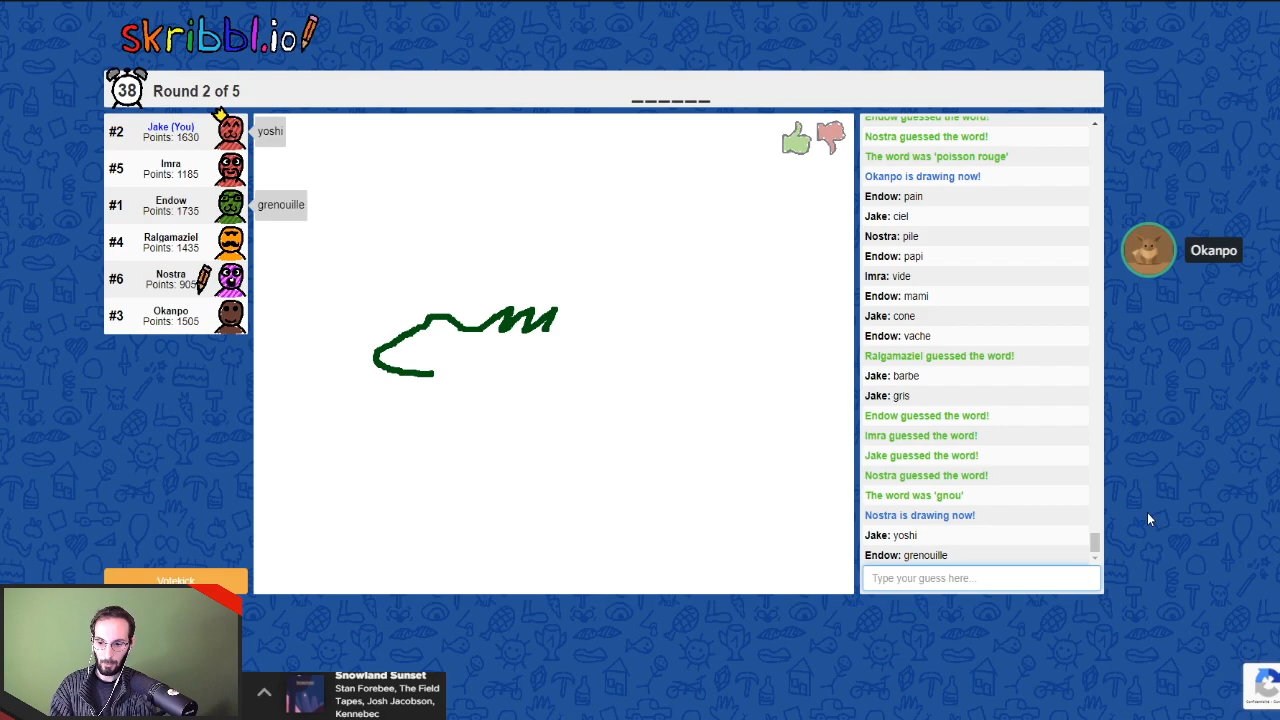 skribbl.io
38
Round 2 of 5
______
#2
Jake (You)
Points: 1630
yoshi
#5
Imra
Points: 1185
#1
Endow
Points: 1735
grenouille
#4
Ralgamaziel
Points: 1435
#6
Nostra
Points: 905
#3
Okanpo
Points: 1505
Votekick
Endow guessed the word!
Nostra guessed the word!
The word was 'poisson rouge'
Okanpo is drawing now!
Endow: pain
Jake: ciel
Nostra: pile
Endow: papi
Imra: vide
Endow: mami
Jake: cone
Endow: vache
Ralgamaziel guessed the word!
Jake: barbe
Jake: gris
Endow guessed the word!
Imra guessed the word!
Jake guessed the word!
Nostra guessed the word!
The word was 'gnou'
Nostra is drawing now!
Jake: yoshi
Endow: grenouille
Type your guess here...
Okanpo
Snowland Sunset
Stan Forebee, The Field
Tapes, Josh Jacobson,
Kennebec